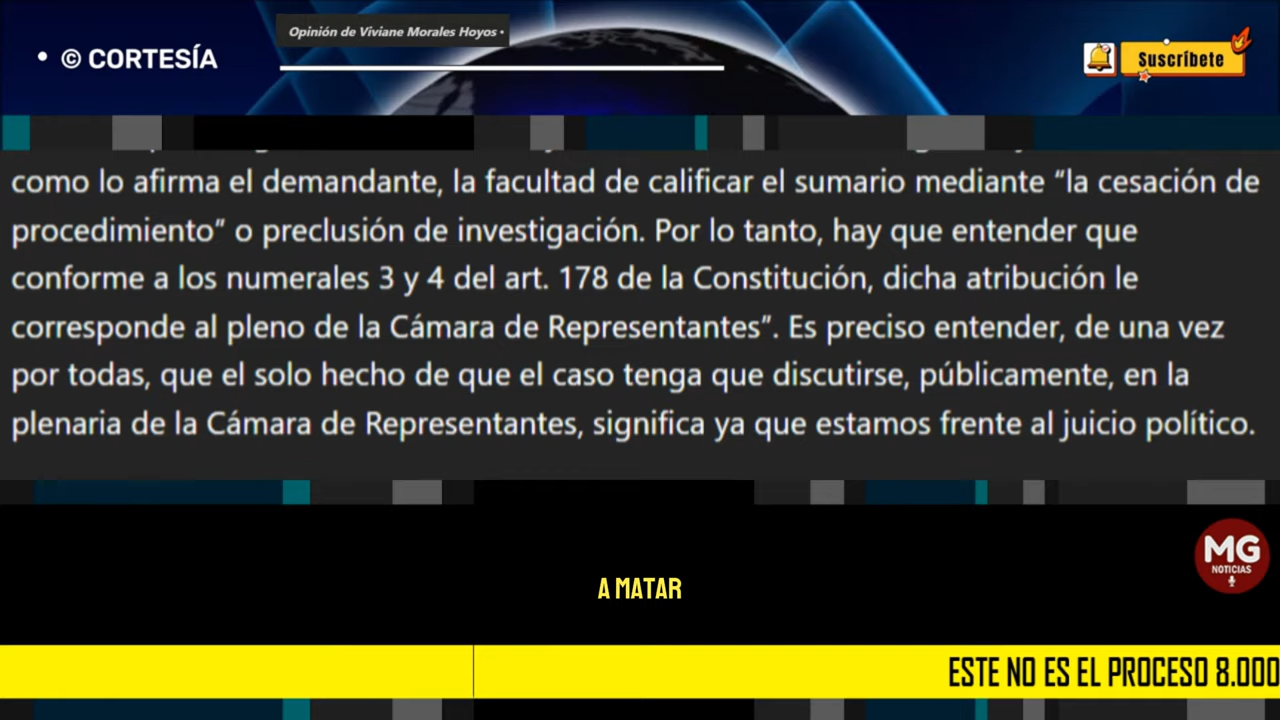 Opinión de Viviane Morales Hoyos •
• © CORTESÍA
Suscríbete
como lo afirma el demandante, la facultad de calificar el sumario mediante “la cesación de
procedimiento” o preclusión de investigación. Por lo tanto, hay que entender que
conforme a los numerales 3 y 4 del art. 178 de la Constitución, dicha atribución le
corresponde al pleno de la Cámara de Representantes”. Es preciso entender, de una vez
por todas, que el solo hecho de que el caso tenga que discutirse, públicamente, en la
plenaria de la Cámara de Representantes, significa ya que estamos frente al juicio político.
MG
NOTICIAS
A MATAR
ESTE NO ES EL PROCESO 8.000